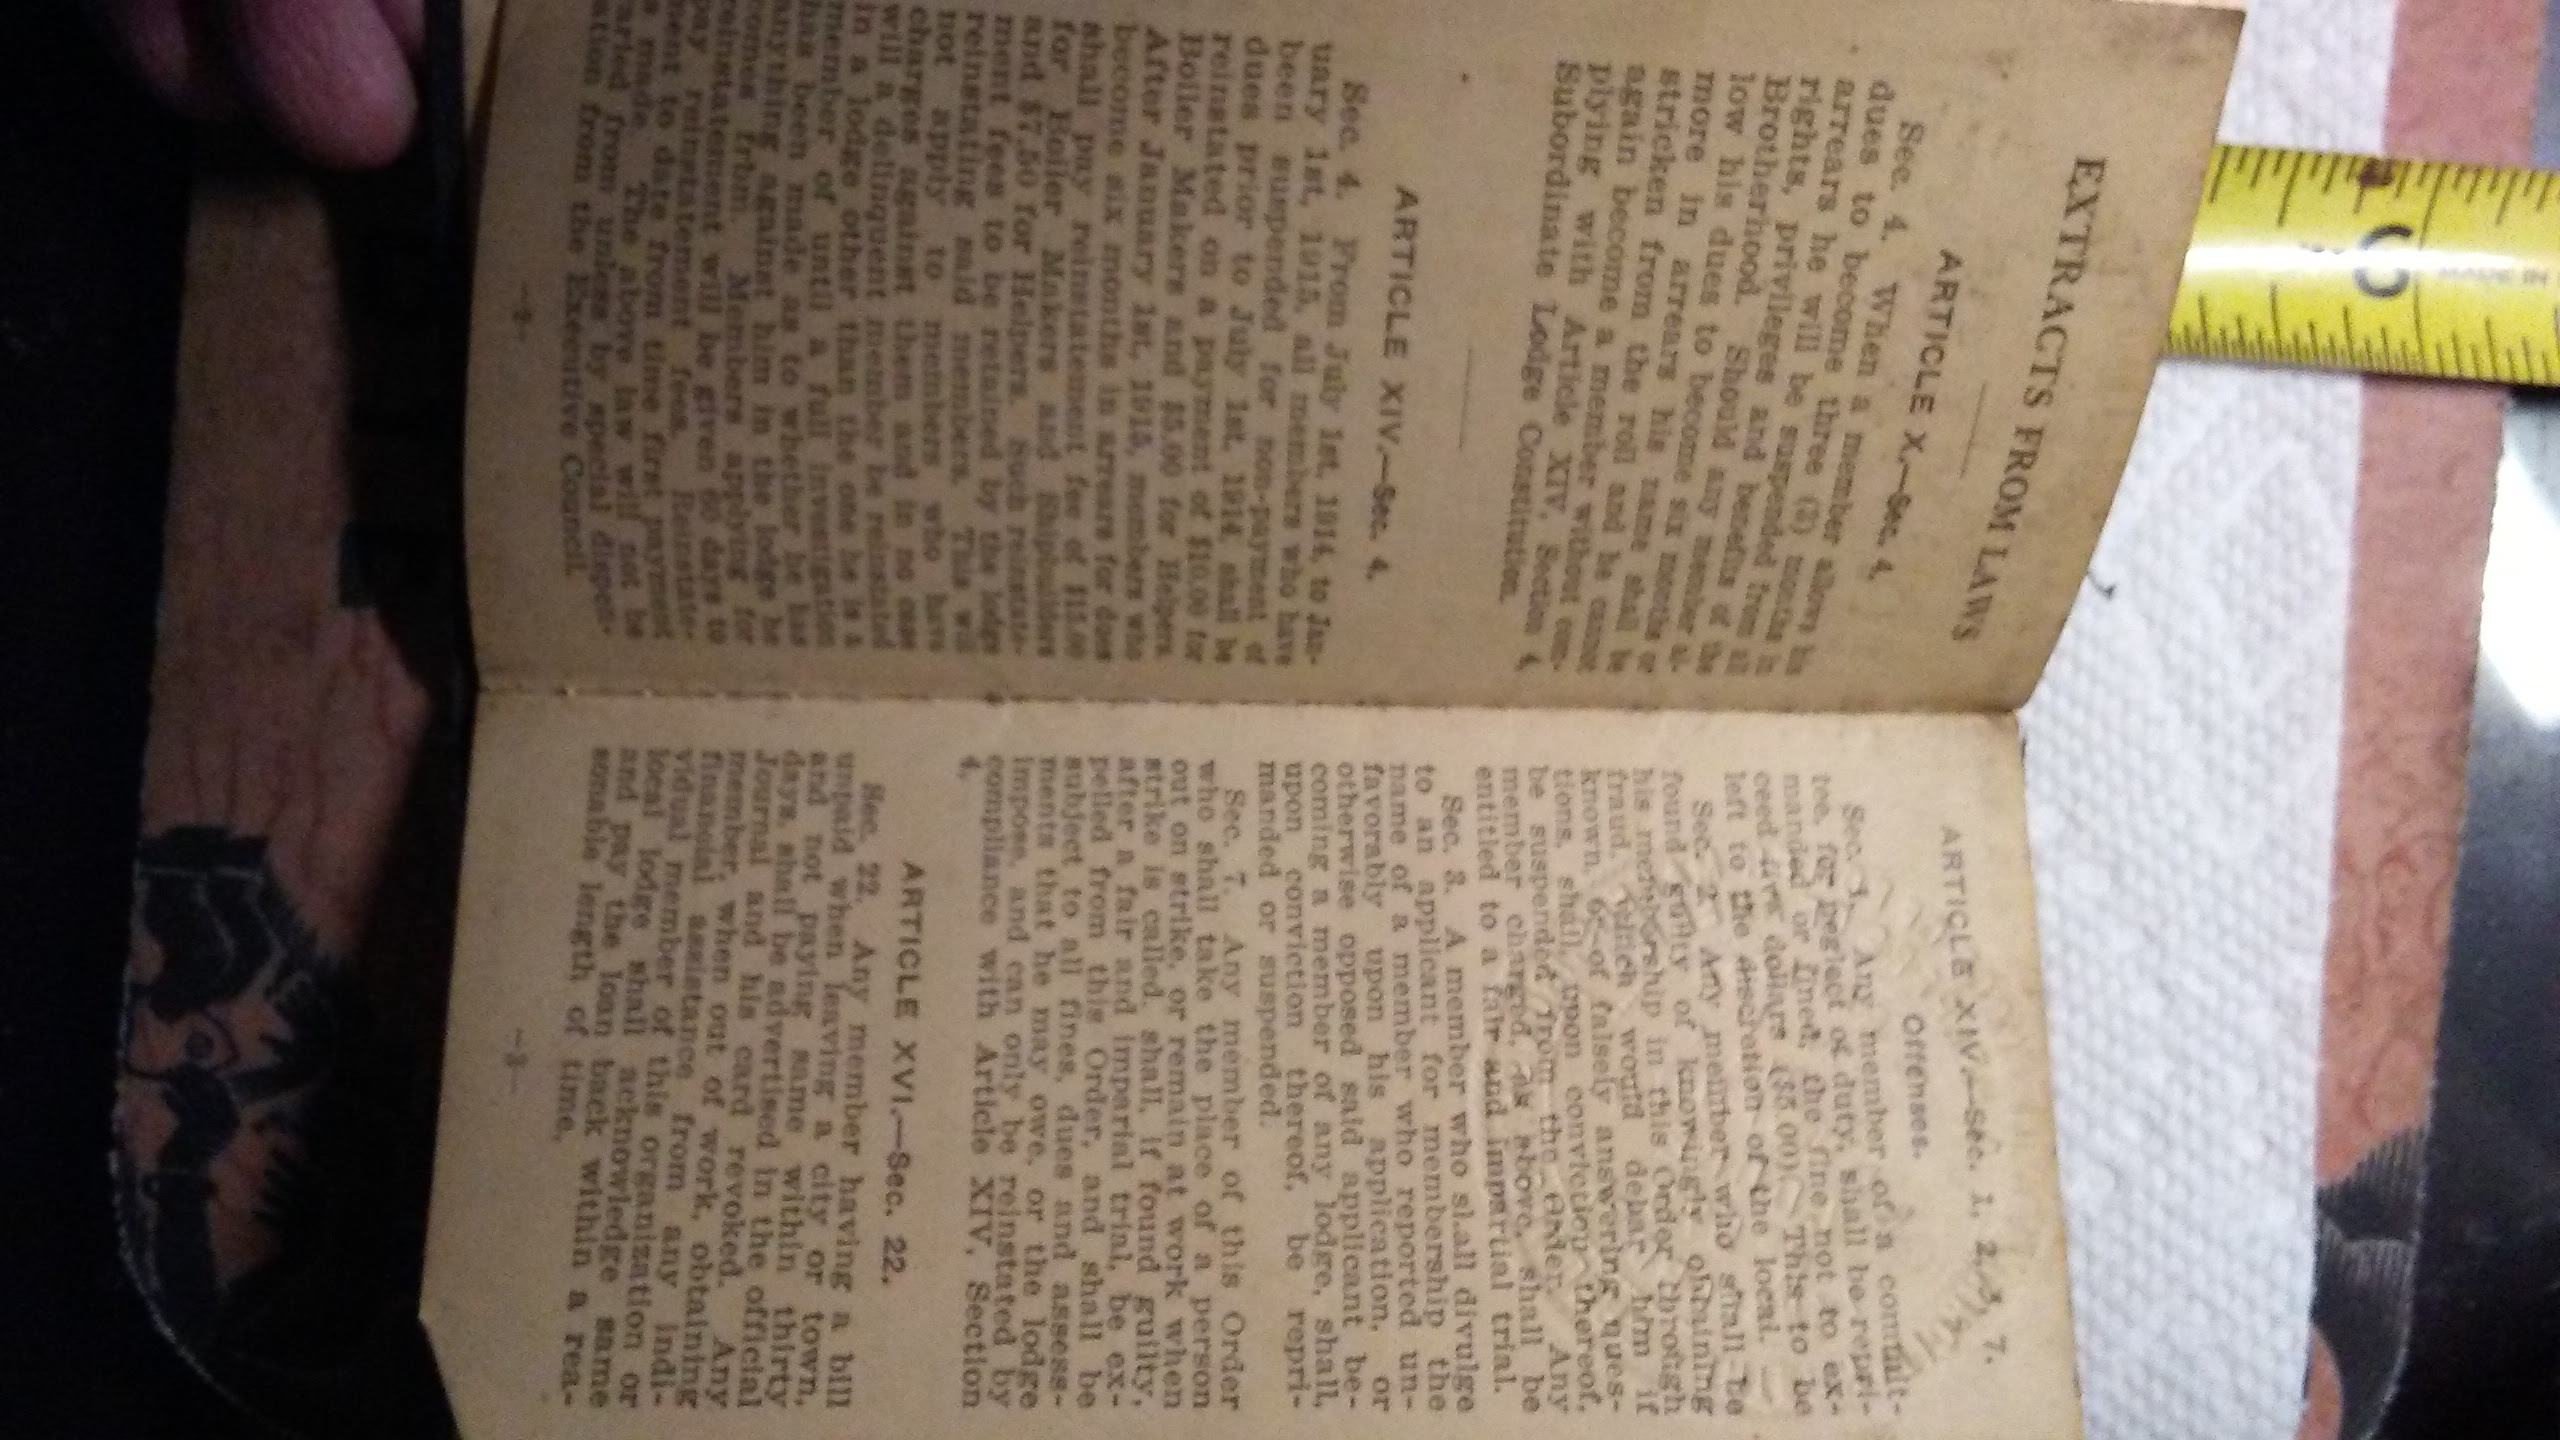 EXTRACTS FROM LAWS
ARTICLE X.—Sec. 4.
Sec. 4. When a member allows his
dues to become three (3) months in
arrears he will be suspended from all
rights, privileges and benefits of the
Brotherhood. Should any member al-
low his dues to become six months or
more in arrears his name shall be
stricken from the roll and he cannot
again become a member without com-
plying with Article XIV, Section 4,
Subordinate Lodge Constitution.
ARTICLE XIV.—Sec. 4.
Sec. 4. From July 1st, 1914, to Jan-
uary 1st, 1915, all members who have
been suspended for non-payment of
dues prior to July 1st, 1914, shall be
reinstated on a payment of $10.00 for
Boiler Makers and $5.00 for Helpers.
After January 1st, 1915, members who
become six months in arrears for dues
shall pay reinstatement fee of
for Boiler Makers and Shipbuilders
and $7.50 for Helpers. Such reinstate-
ment fees to be retained by the lodge
reinstating said members. This will
not apply to members who have
charges against them and in no case
will a delinquent member be reinstated
in a lodge other than the one he is a
member of until a full investigation
has been made as to whether he has
anything against him in the lodge he
comes from. Members applying for
reinstatement will be given 60 days to
pay reinstatement fees. Reinstate-
ment to date from time first payment
is made. The above law will not be
varied from unless by special dispen-
sation from the Executive Council.
—2—
ARTICLE XIV.—Sec. 1, 2, 3, 7.
Offenses.
Sec. 1. Any member of a commit-
tee, for neglect of duty, shall be repri-
manded or fined, the fine not to ex-
ceed five dollars ($5.00). This to be
left to the discretion of the local.
Sec. 2. Any member who shall be
found guilty of knowingly obtaining
his membership in this Order through
fraud, which would debar him if
known, or of falsely answering ques-
tions, shall, upon conviction thereof,
be suspended from the Order. Any
member charged, as above, shall be
entitled to a fair and impartial trial.
Sec. 3. A member who shall divulge
to an applicant for membership the
name of a member who reported un-
favorably upon his application, or
otherwise opposed said applicant be-
coming a member of any lodge, shall,
upon conviction thereof, be repri-
manded or suspended.
Sec. 7. Any member of this Order
who shall take the place of a person
out on strike, or remain at work when
strike is called, shall, if found guilty,
after a fair and impartial trial, be ex-
pelled from this Order, and shall be
subject to all fines, dues and assess-
ments that he may owe, or the lodge
impose, and can only be reinstated by
compliance with Article XIV, Section
4.
ARTICLE XVI.—Sec. 22.
Sec. 22. Any member having a bill
unpaid when leaving a city or town,
and not paying same within thirty
days, shall be advertised in the official
Journal and his card revoked. Any
member, when out of work, obtaining
financial assistance from any indi-
vidual member of this organization or
local lodge shall acknowledge same
and pay the loan back within a rea-
sonable length of time.
—3—
MADE IN